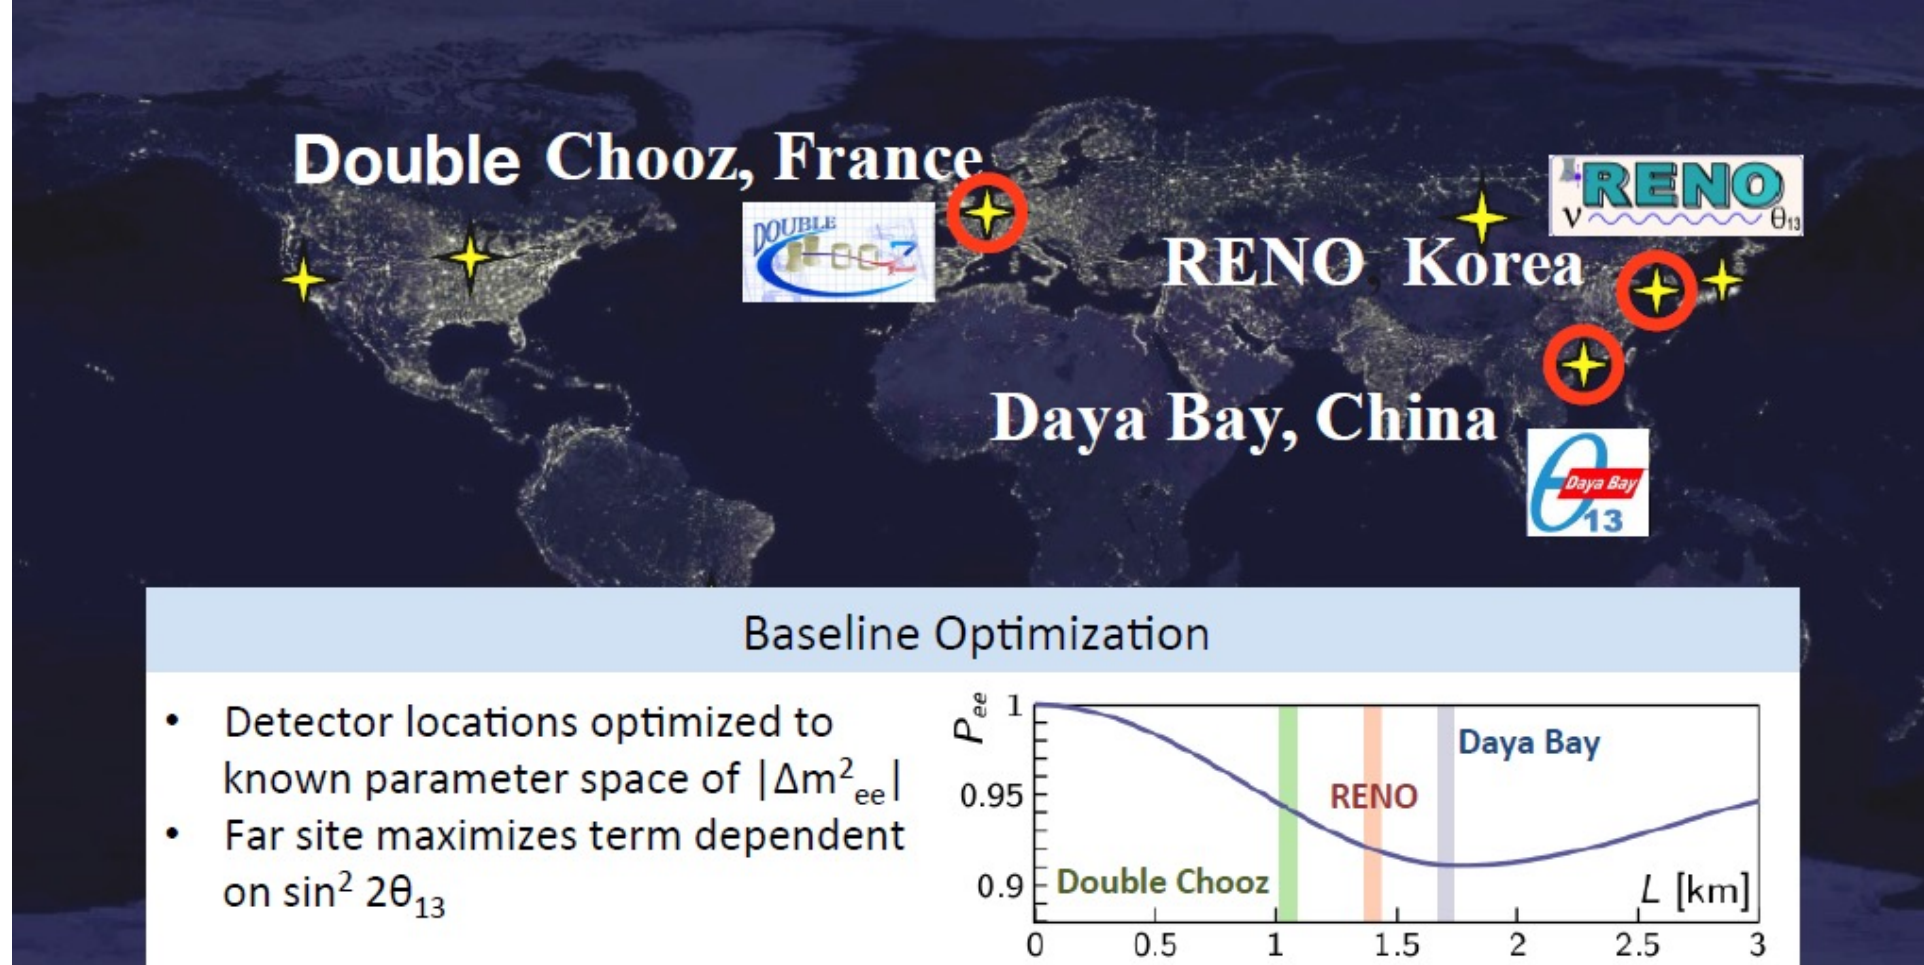 Double Chooz, France
DOUBLE
RENO
ν θ13
RENO Korea
Daya Bay, China
θ
Daya Bay
13
Baseline Optimization
• Detector locations optimized to
known parameter space of |Δm²ee|
• Far site maximizes term dependent
on sin² 2θ13
Pee
1
0.95
0.9
Daya Bay
RENO
Double Chooz
L [km]
0 0.5 1 1.5 2 2.5 3